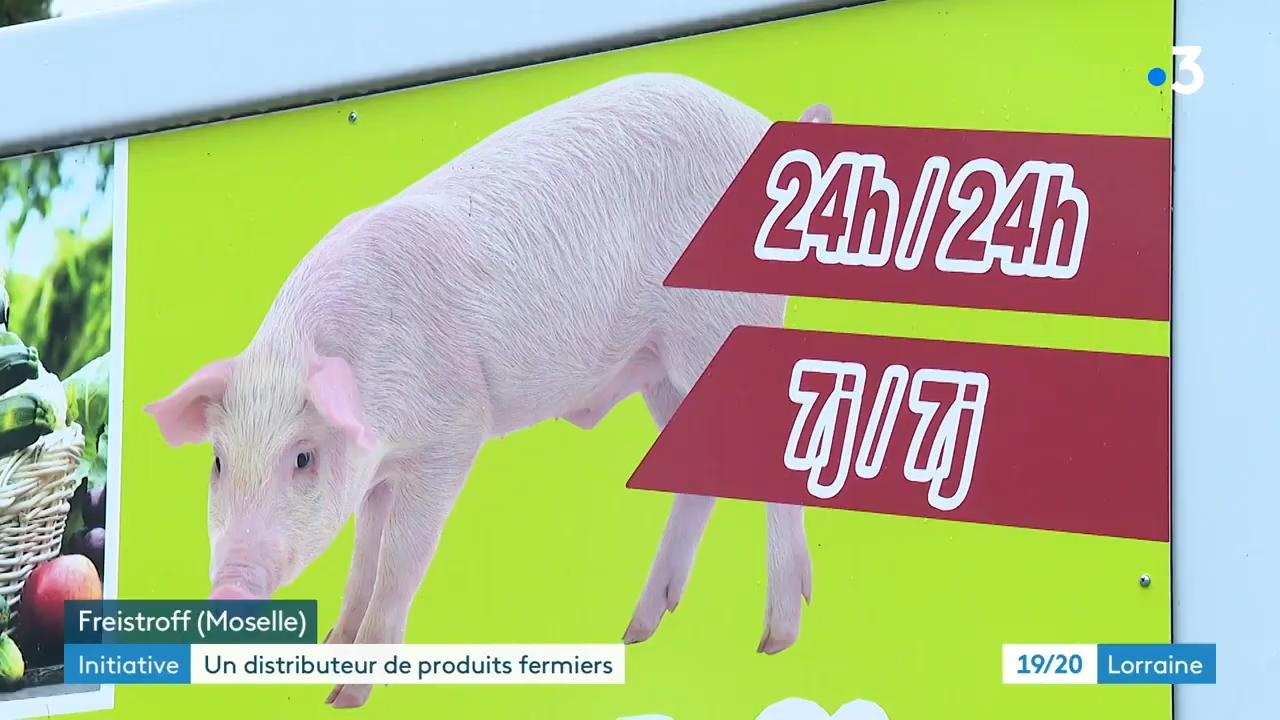 3
24h/24h
7j/7j
Freistroff (Moselle)
Initiative Un distributeur de produits fermiers
19/20 Lorraine